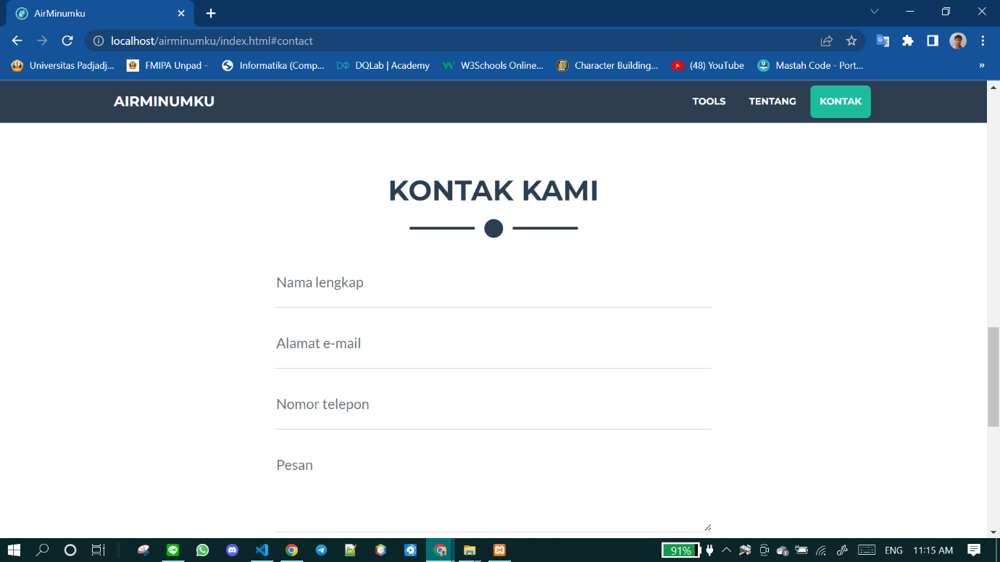 AirMinumku
localhost/airminumku/index.html#contact
Universitas Padjadj... FMIPA Unpad - Informatika (Comp... DQLab | Academy W3Schools Online... Character Building... (48) YouTube Mastah Code - Port... »
AIRMINUMKU TOOLS TENTANG KONTAK
KONTAK KAMI
Nama lengkap
Alamat e-mail
Nomor telepon
Pesan
91% ENG 11:15 AM